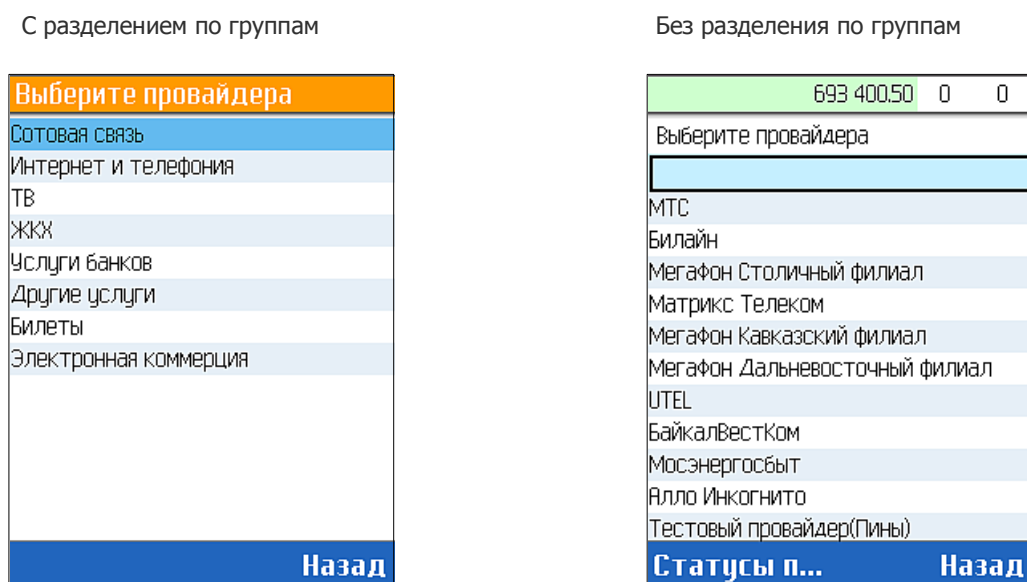 С разделением по группам
Без разделения по группам
Выберите провайдера
Сотовая связь
Интернет и телефония
ТВ
ЖКХ
Услуги банков
Другие услуги
Билеты
Электронная коммерция
Назад
693 400.50 0 0
Выберите провайдера
МТС
Билайн
Мегафон Столичный филиал
Матрикс Телеком
Мегафон Кавказский филиал
Мегафон Дальневосточный филиал
UTEL
БайкалВестКом
Мосэнергосбыт
Алло Инкогнито
Тестовый провайдер(Пины)
Статусы п... Назад